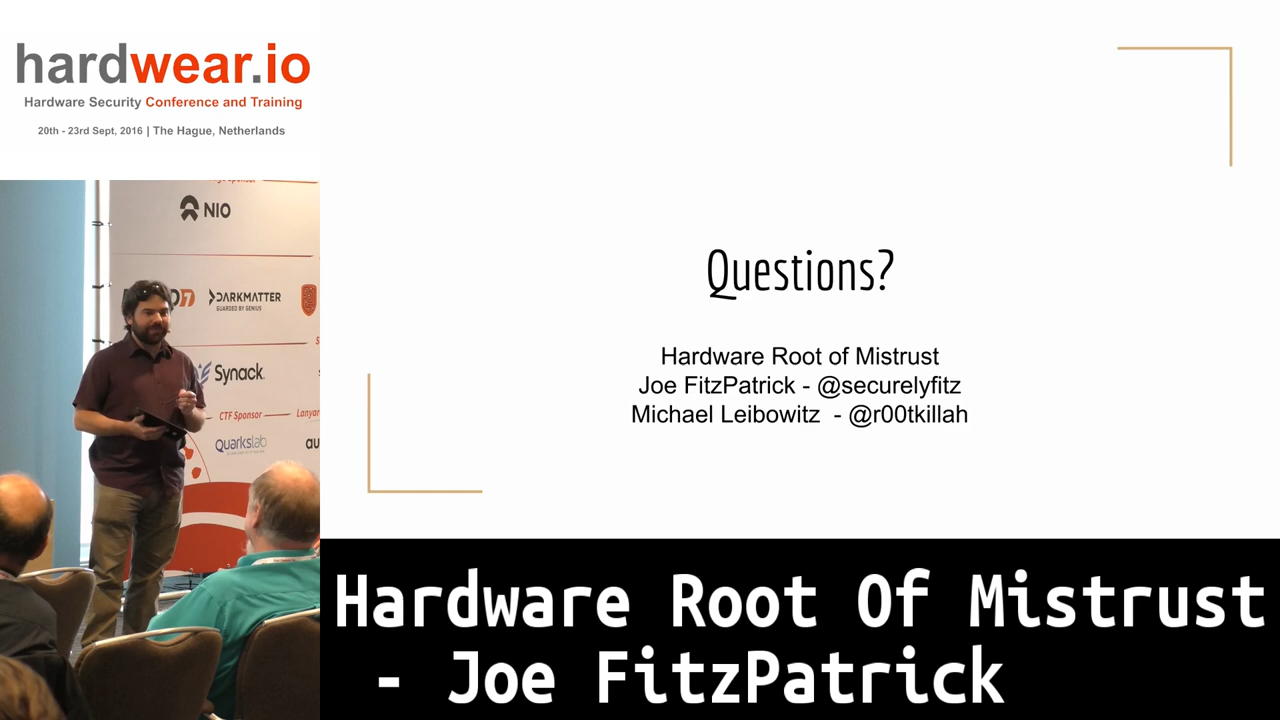 hardwear.io
Hardware Security Conference and Training
20th - 23rd Sept, 2016 | The Hague, Netherlands
NIO
DARKMATTER
GUARDED BY GENIUS
Synack
CTF Sponsor
Quarkslab
Questions?
Hardware Root of Mistrust
Joe FitzPatrick - @securelyfitz
Michael Leibowitz - @r00tkillah
Hardware Root Of Mistrust
- Joe FitzPatrick